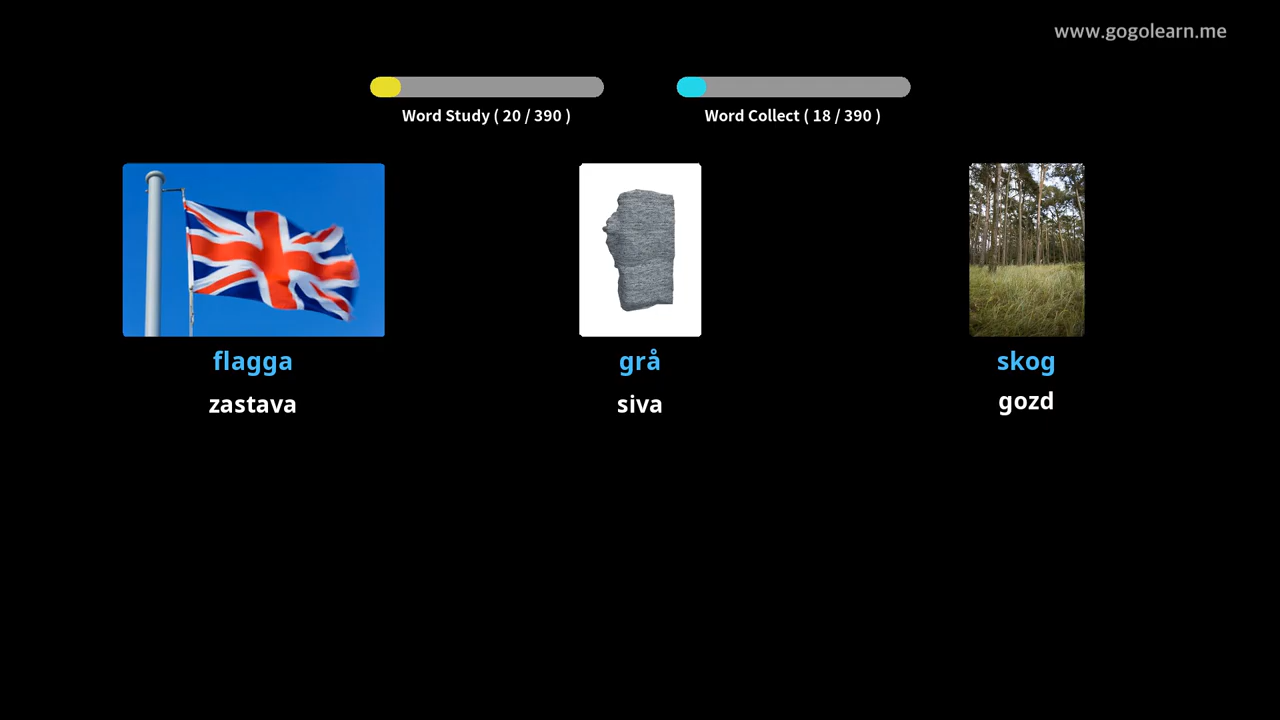 www.gogolearn.me
Word Study ( 20 / 390 )
Word Collect ( 18 / 390 )
flagga
zastava
grå
siva
skog
gozd